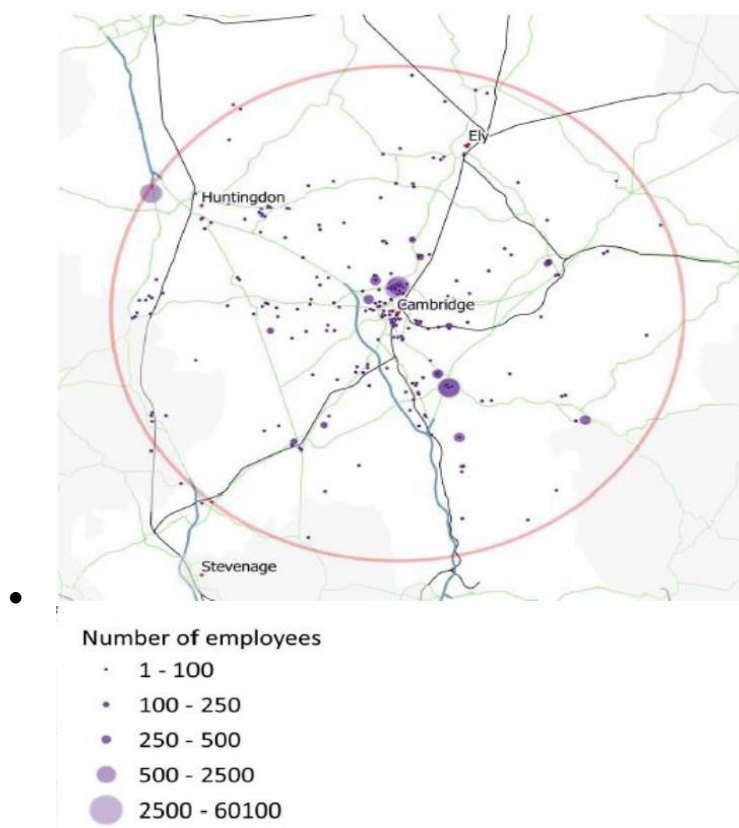 Ely
Huntingdon
Cambridge
Stevenage
Number of employees
1 - 100
100 - 250
250 - 500
500 - 2500
2500 - 60100